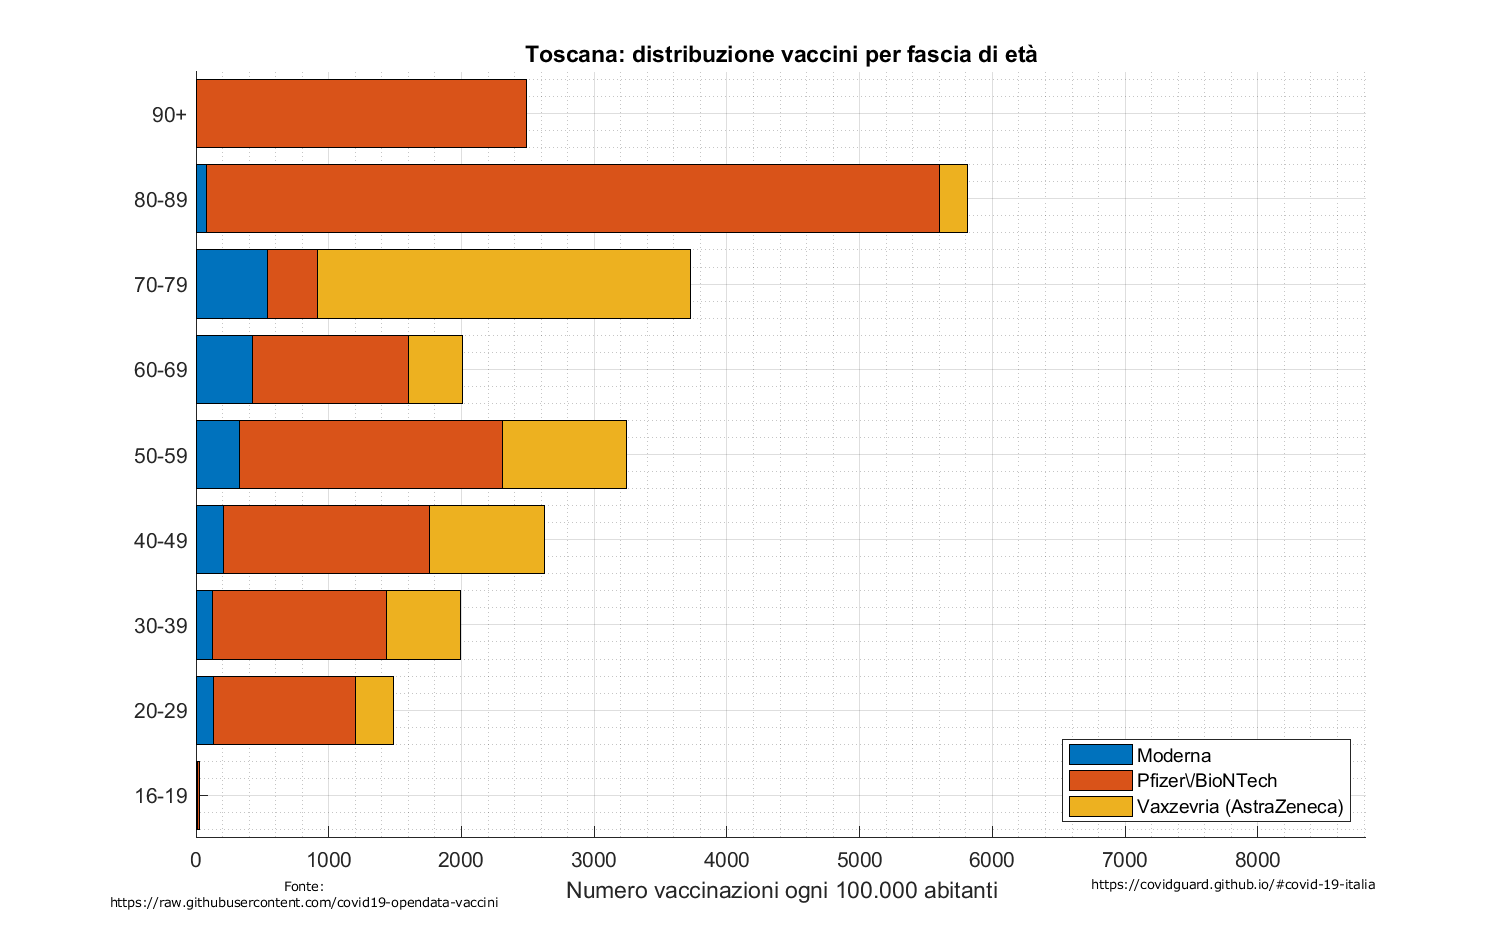 Toscana: distribuzione vaccini per fascia di età
90+
80-89
70-79
60-69
50-59
40-49
30-39
20-29
16-19
Moderna
Pfizer\/BioNTech
Vaxzevria (AstraZeneca)
0 1000 2000 3000 4000 5000 6000 7000 8000
Numero vaccinazioni ogni 100.000 abitanti
Fonte:
https://raw.githubusercontent.com/covid19-opendata-vaccini
https://covidguard.github.io/#covid-19-italia